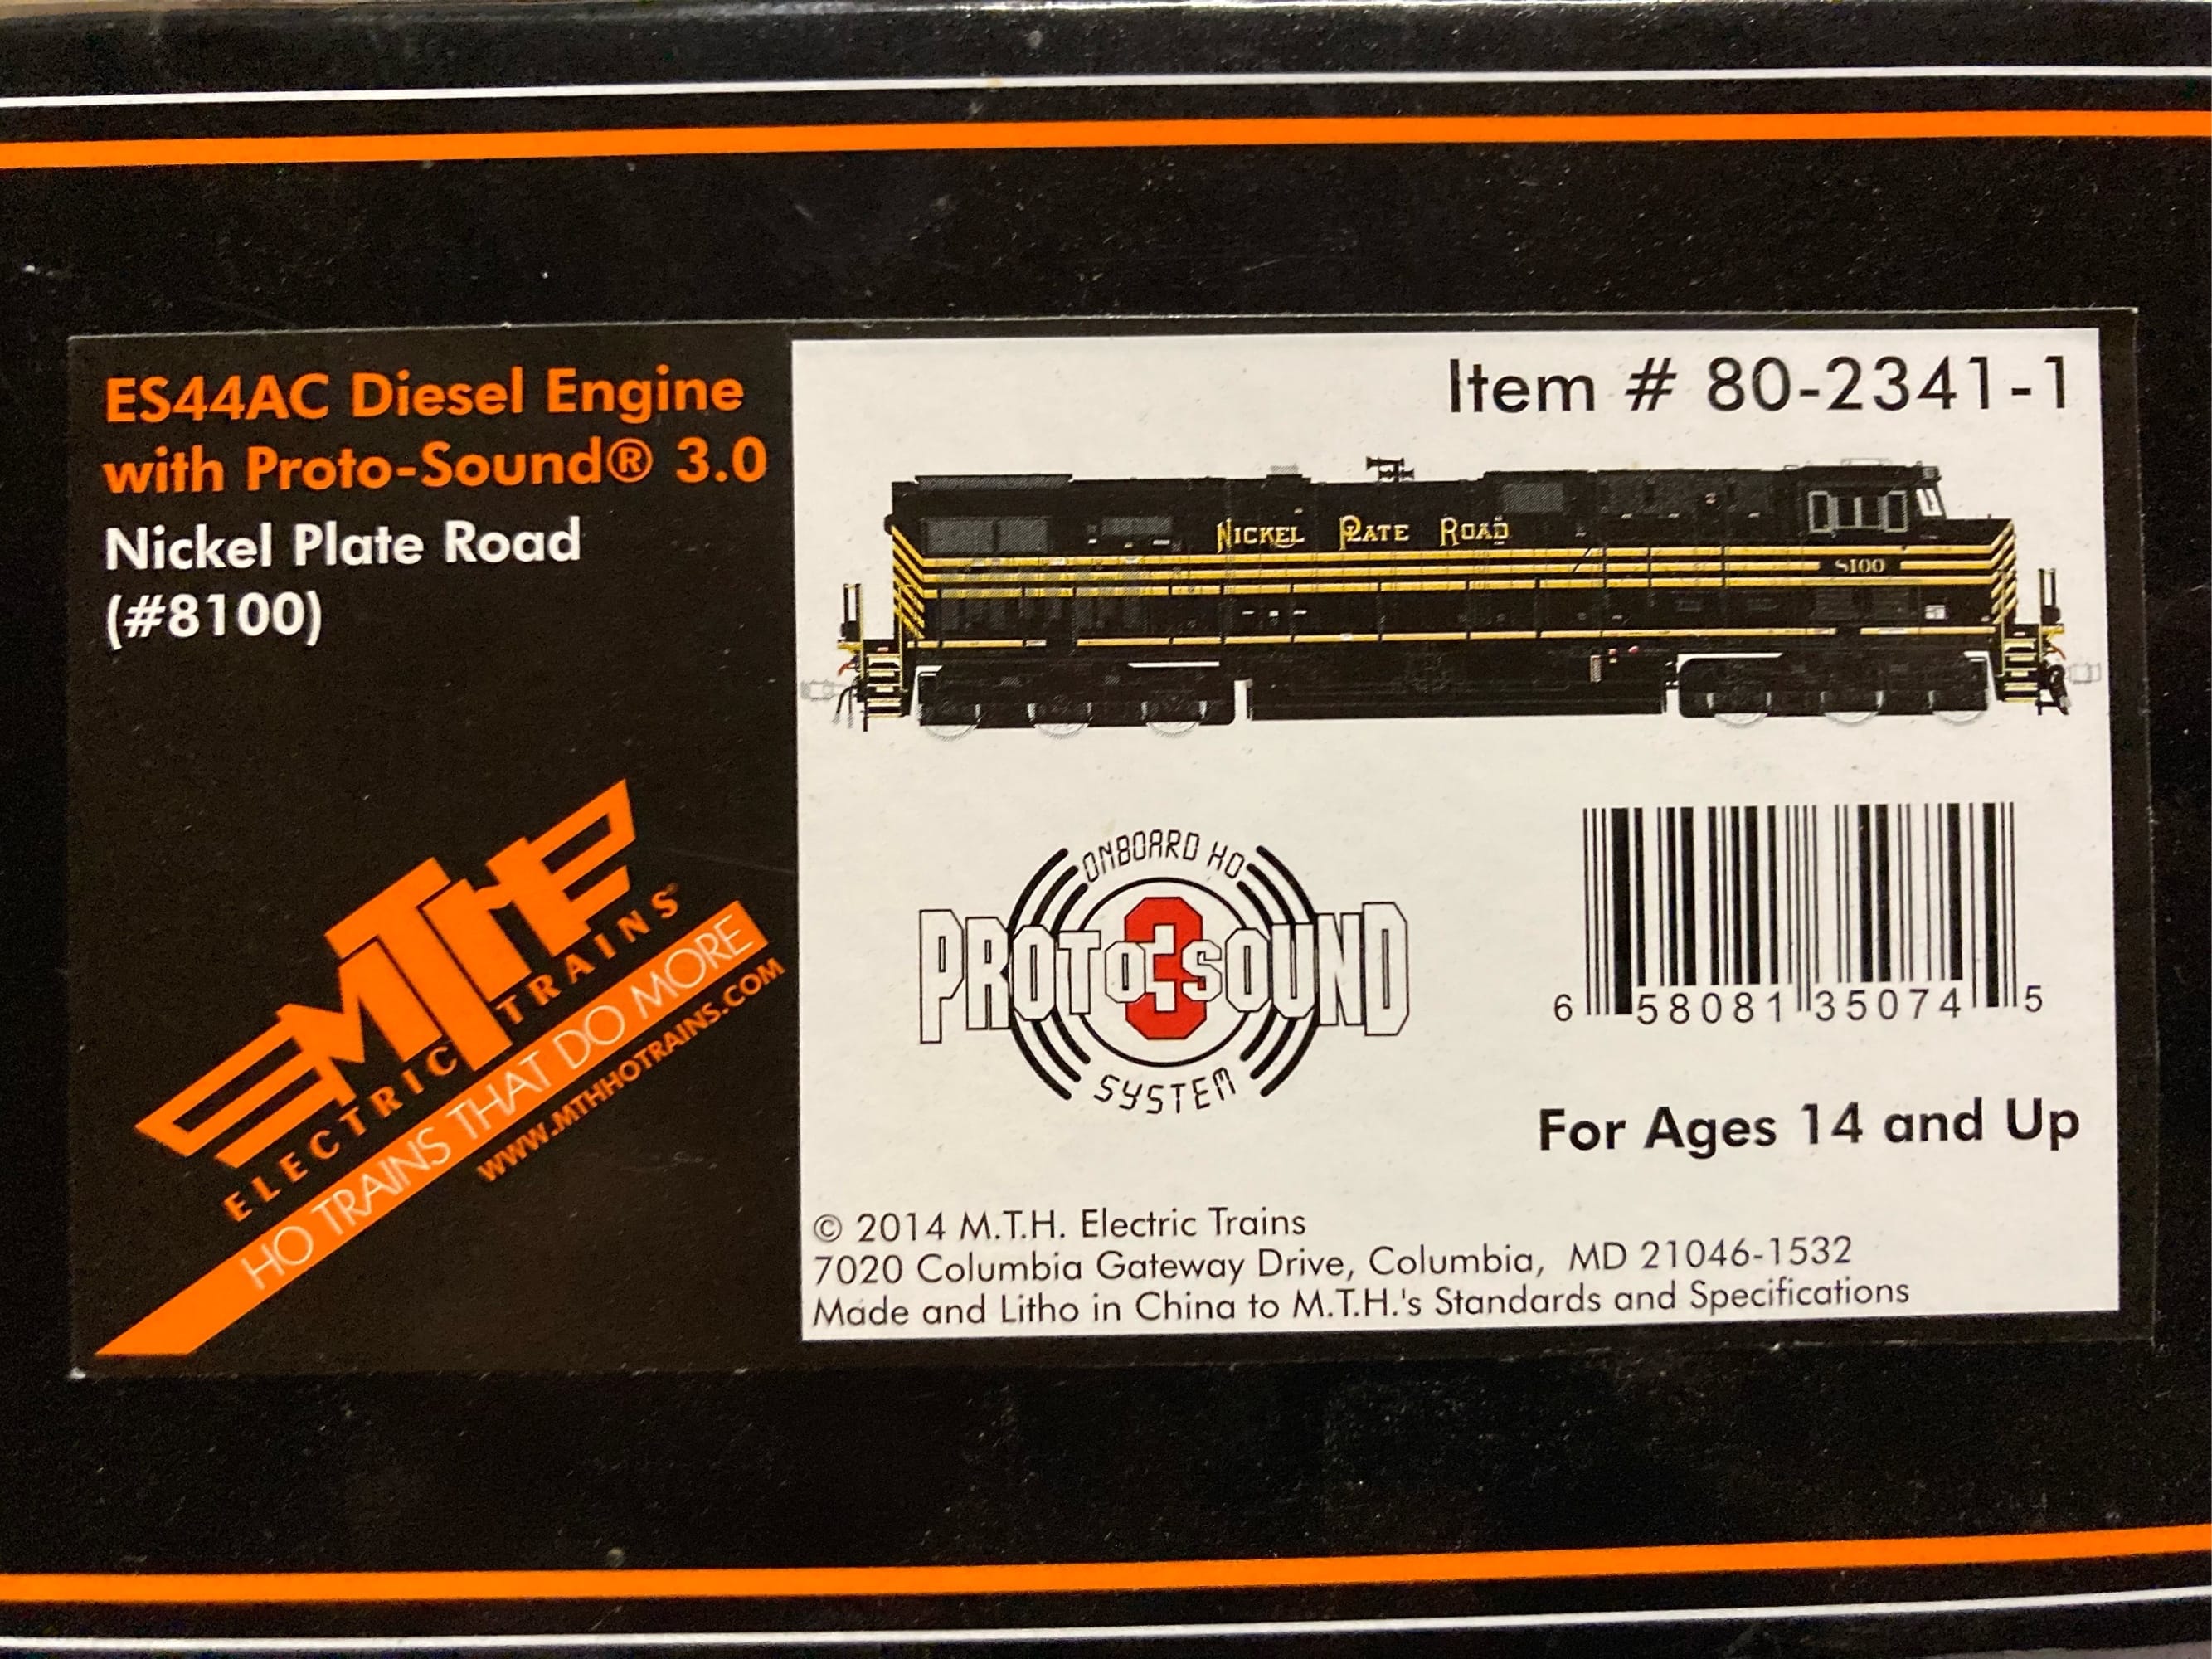 ES44AC Diesel Engine
with Proto-Sound® 3.0
Nickel Plate Road
(#8100)
MTH
ELECTRIC TRAINS
HO TRAINS THAT DO MORE
WWW.MTHHOTRAINS.COM
Item # 80-2341-1
NICKEL PLATE ROAD
8100
ONBOARD HO
PROTO 3 SOUND
SYSTEM
6 58081 35074 5
For Ages 14 and Up
© 2014 M.T.H. Electric Trains
7020 Columbia Gateway Drive, Columbia, MD 21046-1532
Made and Litho in China to M.T.H.'s Standards and Specifications